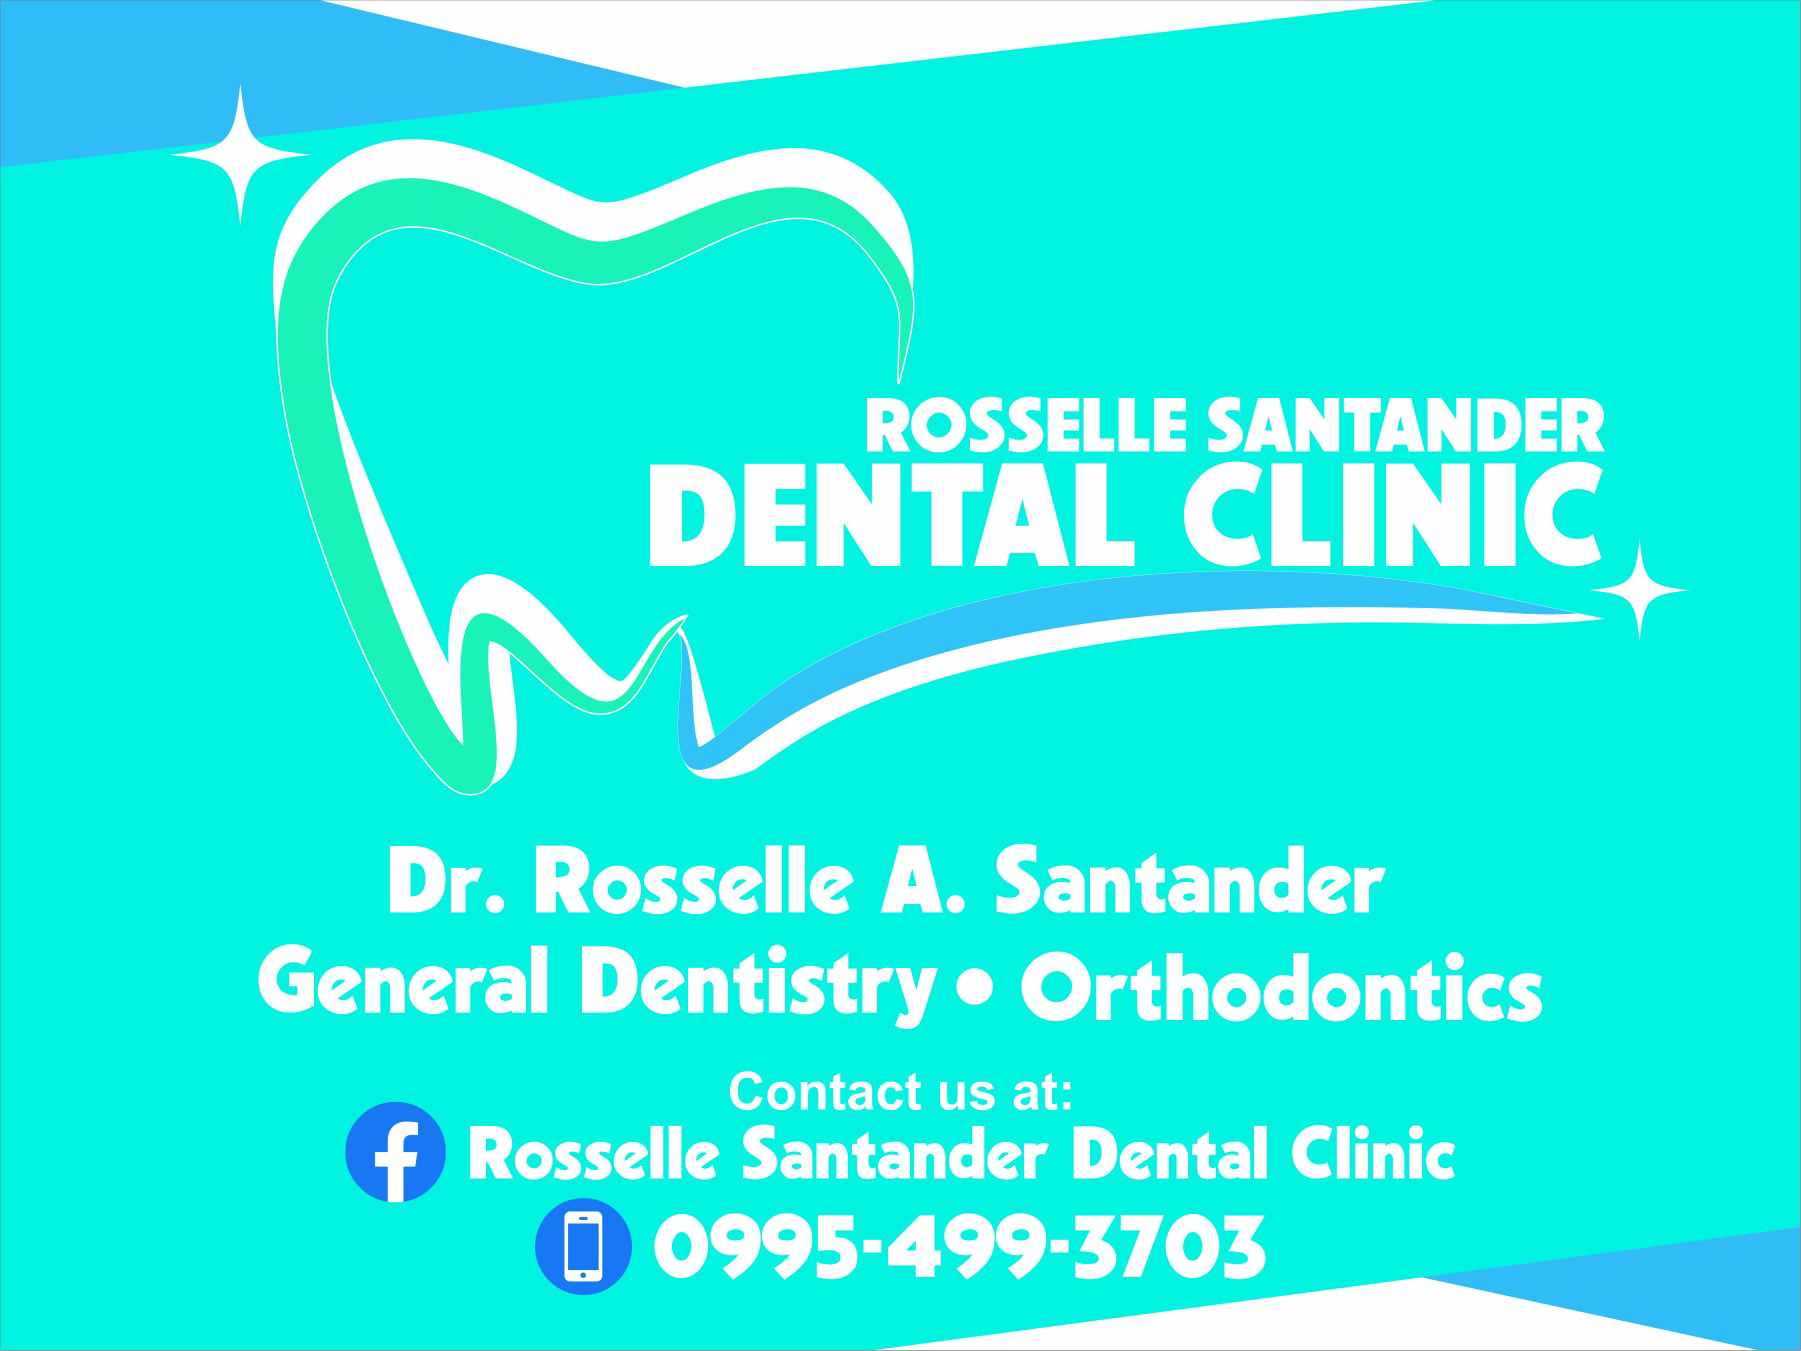 ROSSELLE SANTANDER
DENTAL CLINIC
Dr. Rosselle A. Santander
General Dentistry • Orthodontics
Contact us at:
Rosselle Santander Dental Clinic
0995-499-3703